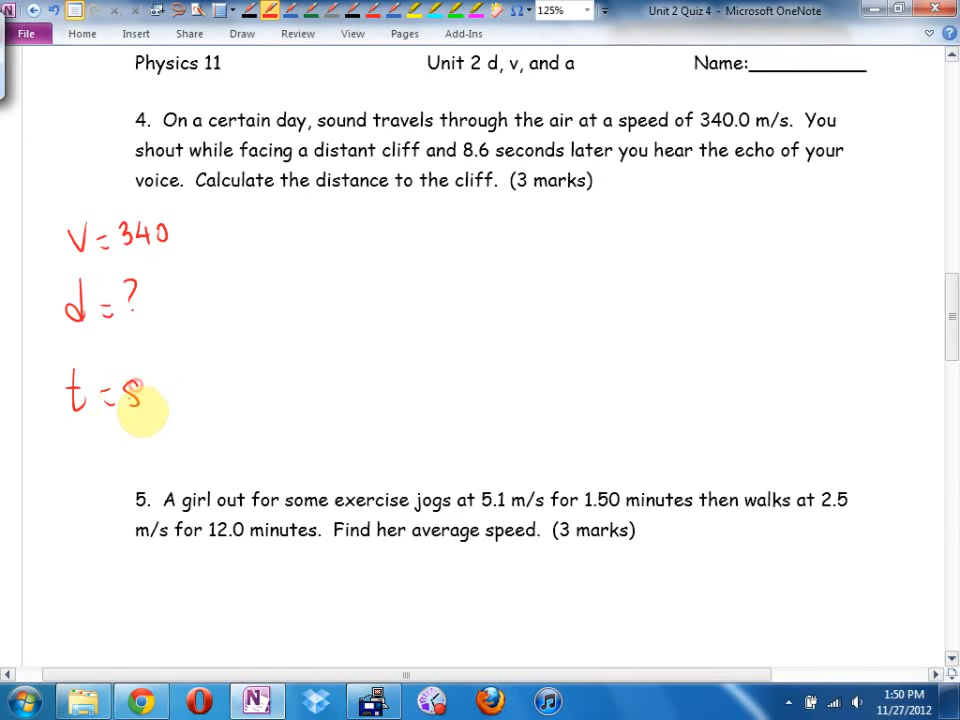 Unit 2 Quiz 4 - Microsoft OneNote
125%
File Home Insert Share Draw Review View Pages Add-Ins
Physics 11 Unit 2 d, v, and a Name:__________
4. On a certain day, sound travels through the air at a speed of 340.0 m/s. You
shout while facing a distant cliff and 8.6 seconds later you hear the echo of your
voice. Calculate the distance to the cliff. (3 marks)
v = 340
d = ?
t = 8
5. A girl out for some exercise jogs at 5.1 m/s for 1.50 minutes then walks at 2.5
m/s for 12.0 minutes. Find her average speed. (3 marks)
1:50 PM
11/27/2012